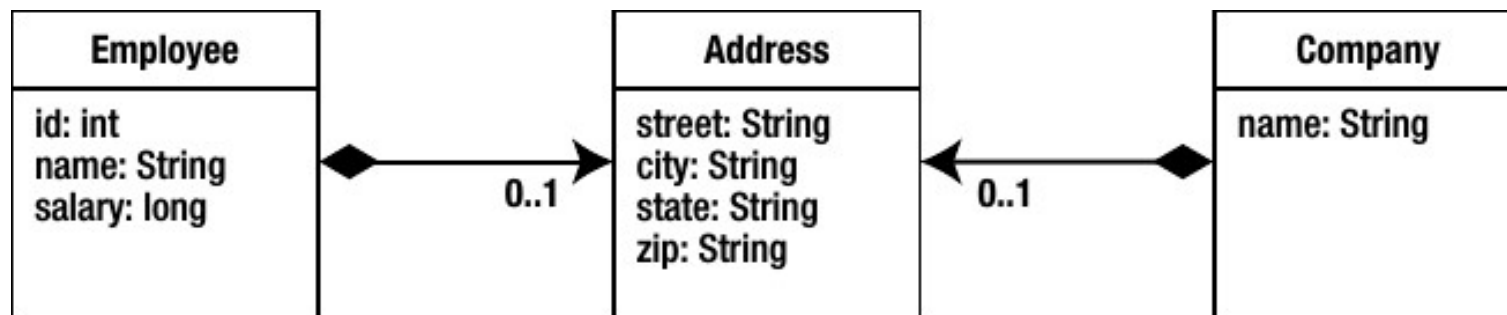 Employee
id: int
name: String
salary: long
0..1
Address
street: String
city: String
state: String
zip: String
0..1
Company
name: String